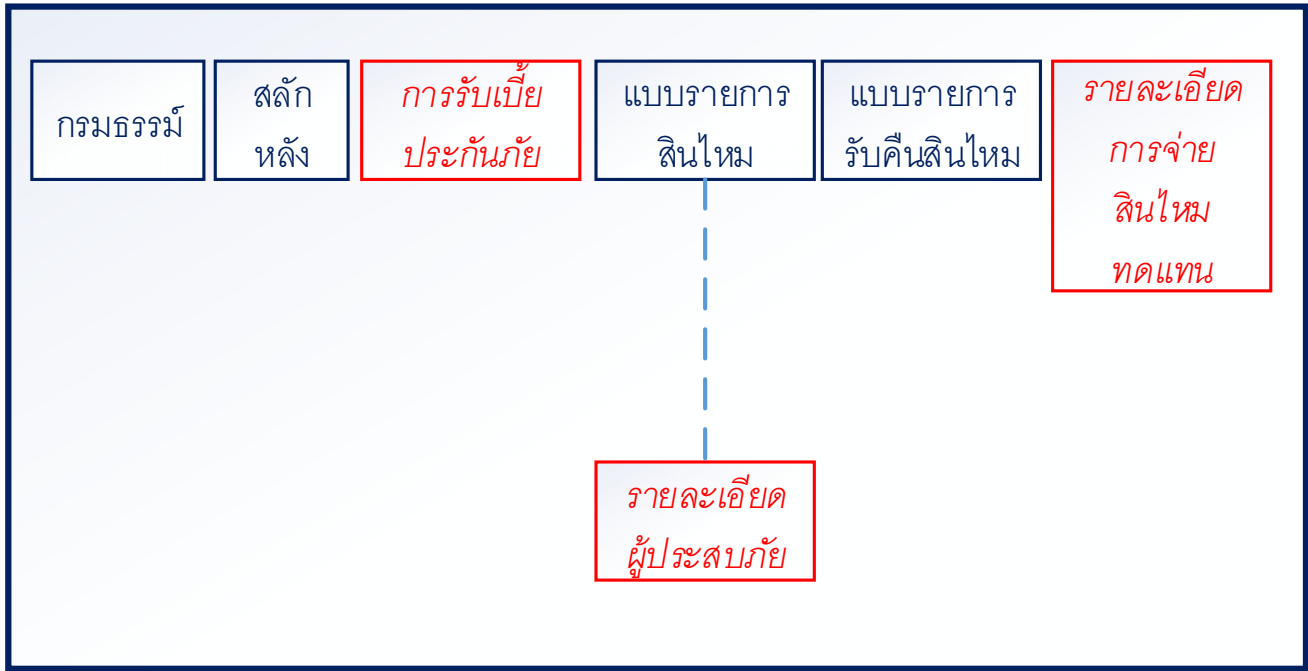 กรมธรรม์
สลัก
หลัง
การรับเบี้ย
ประกันภัย
แบบรายการ
สินไหม
แบบรายการ
รับคืนสินไหม
รายละเอียด
การจ่าย
สินไหม
ทดแทน
รายละเอียด
ผู้ประสบภัย